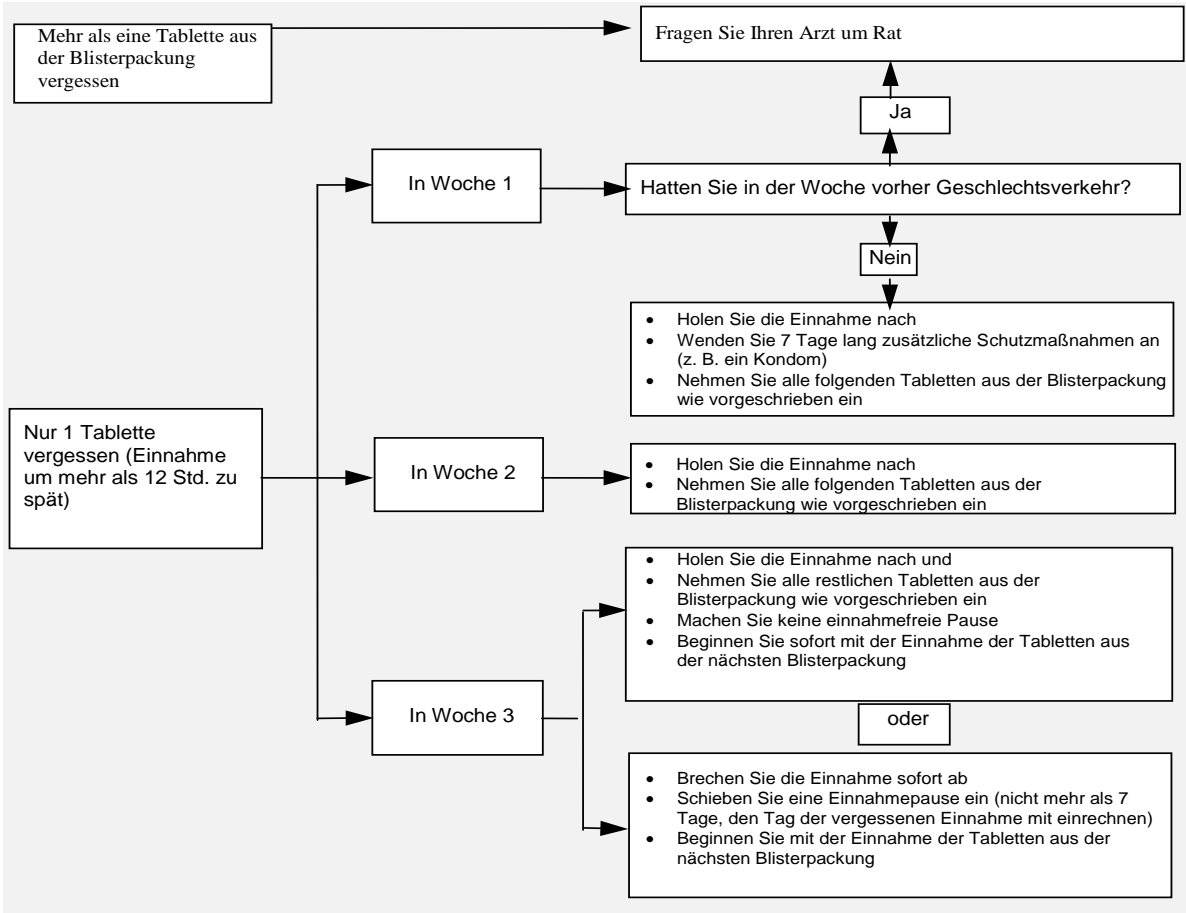 Mehr als eine Tablette aus
der Blisterpackung
vergessen
Fragen Sie Ihren Arzt um Rat
Ja
In Woche 1
Hatten Sie in der Woche vorher Geschlechtsverkehr?
Nein
• Holen Sie die Einnahme nach
• Wenden Sie 7 Tage lang zusätzliche Schutzmaßnahmen an
(z. B. ein Kondom)
• Nehmen Sie alle folgenden Tabletten aus der Blisterpackung
wie vorgeschrieben ein
Nur 1 Tablette
vergessen (Einnahme
um mehr als 12 Std. zu
spät)
In Woche 2
• Holen Sie die Einnahme nach
• Nehmen Sie alle folgenden Tabletten aus der
Blisterpackung wie vorgeschrieben ein
• Holen Sie die Einnahme nach und
• Nehmen Sie alle restlichen Tabletten aus der
Blisterpackung wie vorgeschrieben ein
• Machen Sie keine einnahmefreie Pause
• Beginnen Sie sofort mit der Einnahme der Tabletten aus
der nächsten Blisterpackung
In Woche 3
oder
• Brechen Sie die Einnahme sofort ab
• Schieben Sie eine Einnahmepause ein (nicht mehr als 7
Tage, den Tag der vergessenen Einnahme mit einrechnen)
• Beginnen Sie mit der Einnahme der Tabletten aus der
nächsten Blisterpackung